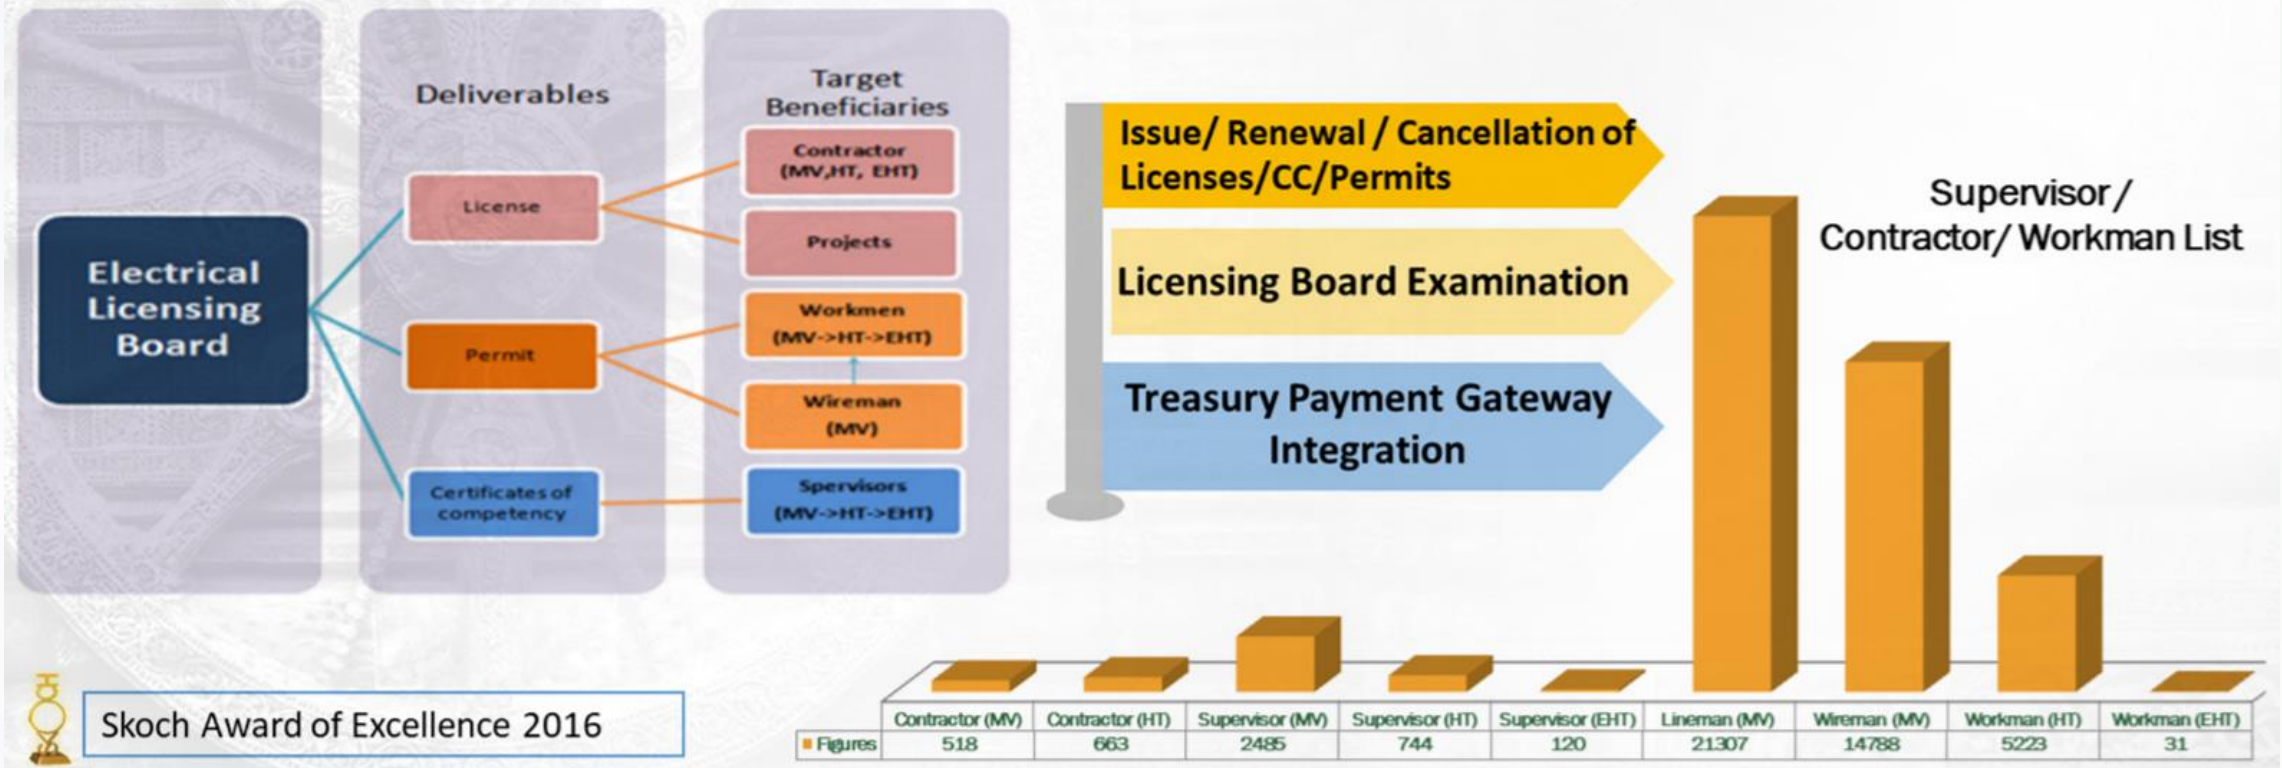 Electrical
Licensing
Board
Deliverables
License
Permit
Certificates of
competency
Target
Beneficiaries
Contractor
(MV,HT, EHT)
Projects
Workmen
(MV->HT->EHT)
Wireman
(MV)
Spervisors
(MV->HT->EHT)
Issue/ Renewal / Cancellation of
Licenses/CC/Permits
Licensing Board Examination
Treasury Payment Gateway
Integration
Supervisor /
Contractor/ Workman List
Contractor (MV) Contractor (HT) Supervisor (MV) Supervisor (HT) Supervisor (EHT) Lineman (MV) Wireman (MV) Workman (HT) Workman (EHT)
Figures 518 663 2485 744 120 21307 14788 5223 31
Skoch Award of Excellence 2016